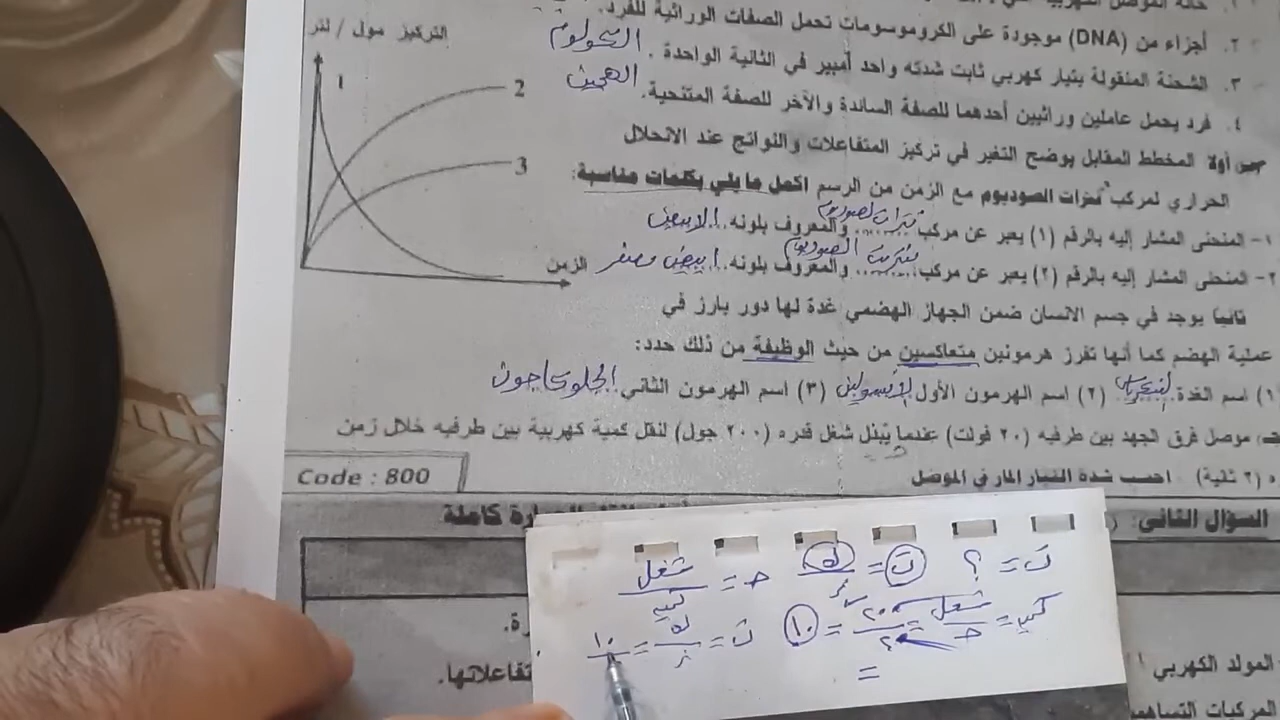 ٢. أجزاء من (DNA) موجودة على الكروموسومات تحمل الصفات الوراثية للفرد.
٣. الشحنة المنقولة بتيار كهربي ثابت شدته واحد أمبير في الثانية الواحدة . الكولوم
٤. فرد يحمل عاملين وراثيين أحدهما للصفة السائدة والآخر للصفة المتنحية. الهجين
أولا المخطط المقابل يوضح التغير في تركيز المتفاعلات والنواتج عند الانحلال
الحراري لمركب نترات الصوديوم مع الزمن من الرسم اكمل ما يلي بكلمات مناسبة:
١- المنحنى المشار إليه بالرقم (١) يعبر عن مركب نترات لصوديوم والمعروف بلونه الابيض
٢- المنحنى المشار إليه بالرقم (٢) يعبر عن مركب نيتريت الصوديوم والمعروف بلونه ابيض مصفر
ثانياً يوجد في جسم الانسان ضمن الجهاز الهضمي غدة لها دور بارز في
عملية الهضم كما أنها تفرز هرمونين متعاكسين من حيث الوظيفة من ذلك حدد:
١) اسم الغدة البنكرياس (٢) اسم الهرمون الأول الأنسولين (٣) اسم الهرمون الثاني الجلوكاجون
موصل فرق الجهد بين طرفيه (٢٠ فولت) عندما يُبذل شغل قدره (٢٠٠ جول) لنقل كمية كهربية بين طرفيه خلال زمن
(٢ ثانية) احسب شده التيار المار في الموصل
التركيز مول / لتر
1
2
3
الزمن
Code : 800
السؤال الثاني:
كاملة
ت = ؟ ت = ك / ز جـ = شغل / كمية
كمية = شغل / جـ = ٢٠٠ / ٢٠ = ١٠ ت = ك / ز = ١٠
=
المولد الكهربي
المركبات
تفاعلاتها.